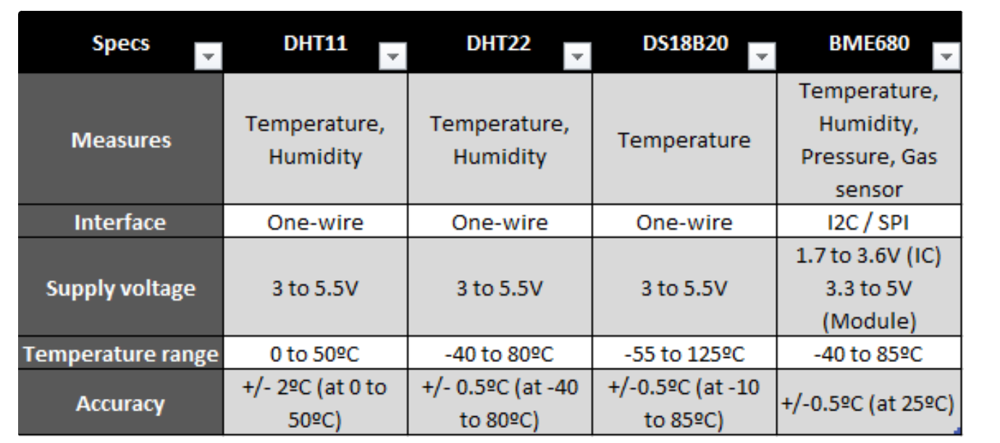 Specs DHT11 DHT22 DS18B20 BME680
Measures
Temperature,
Humidity
Temperature,
Humidity
Temperature
Temperature,
Humidity,
Pressure, Gas
sensor
Interface One-wire One-wire One-wire I2C / SPI
Supply voltage 3 to 5.5V 3 to 5.5V 3 to 5.5V
1.7 to 3.6V (IC)
3.3 to 5V
(Module)
Temperature range 0 to 50ºC -40 to 80ºC -55 to 125ºC -40 to 85ºC
Accuracy
+/- 2ºC (at 0 to
50ºC)
+/- 0.5ºC (at -40
to 80ºC)
+/-0.5ºC (at -10
to 85ºC)
+/-0.5ºC (at 25ºC)